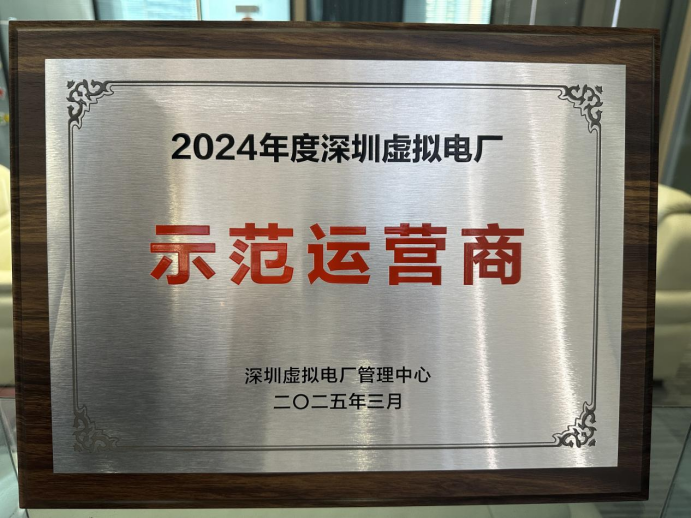 2024年度深圳虚拟电厂
示范运营商
深圳虚拟电厂管理中心
二〇二五年三月